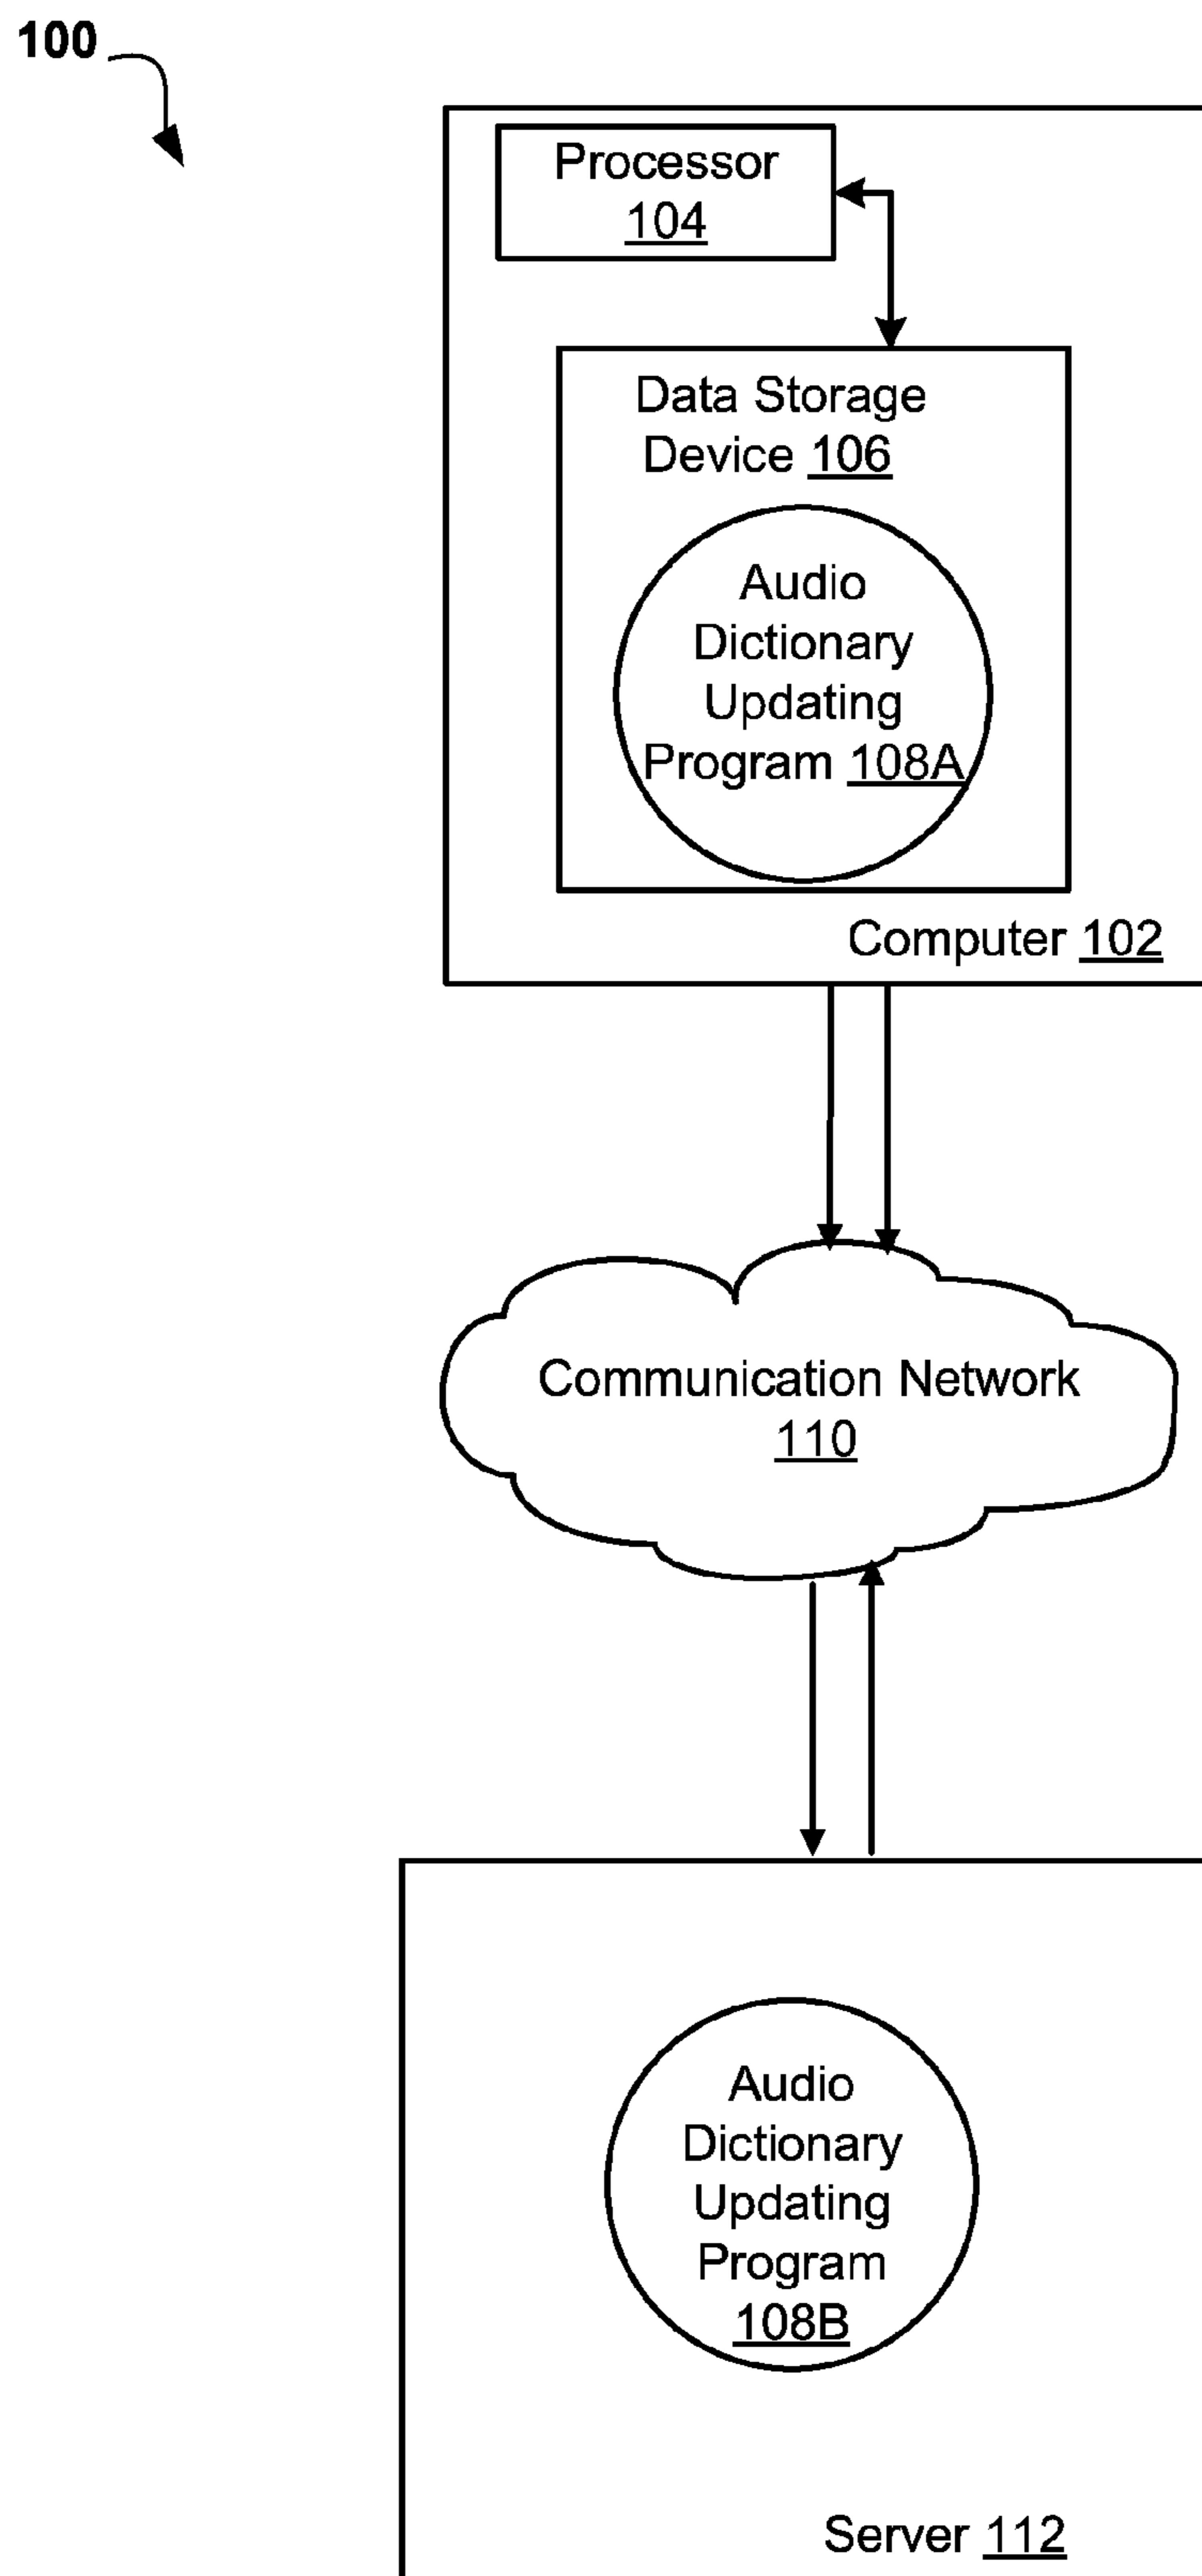 100
Processor
104
Data Storage
Device 106
Audio
Dictionary
Updating
Program 108A
Computer 102
Communication Network
110
Audio
Dictionary
Updating
Program
108B
Server 112